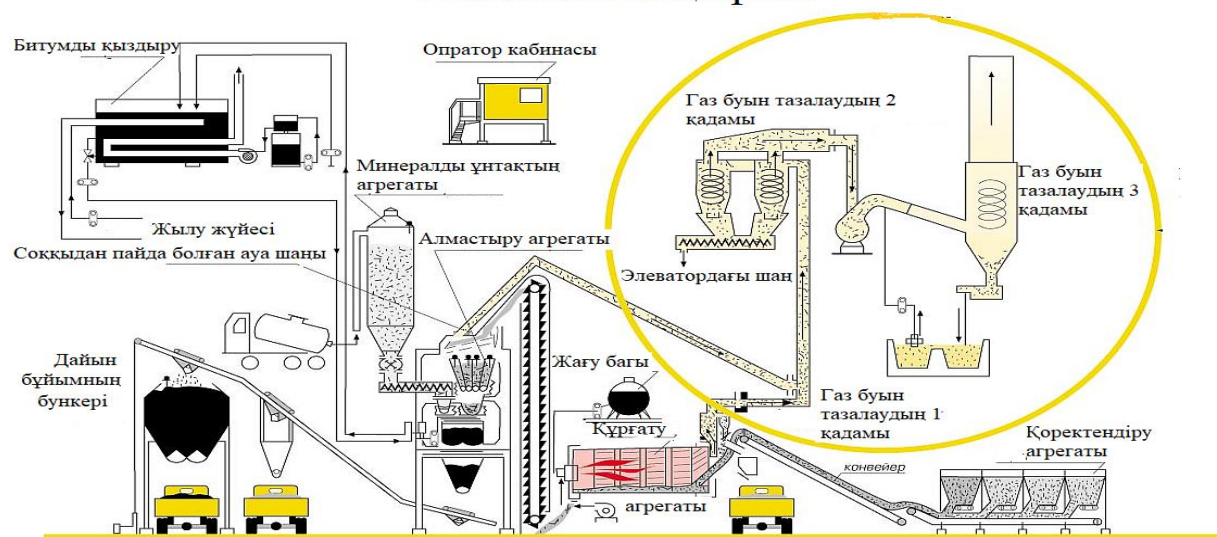 Битумды қыздыру
Опратор кабинасы
Газ буын тазалаудың 2
қадамы
Минералды ұнтақтың
агрегаты
Газ буын
тазалаудың 3
қадамы
Жылу жүйесі
Алмастыру агрегаты
Соққыдан пайда болған ауа шаңы
Элеватордағы шаң
Дайын
бұйымның
бункері
Жағу бағы
Газ буын
тазалаудың 1
қадамы
Құрғату
агрегаты
конвейер
Қоректендіру
агрегаты